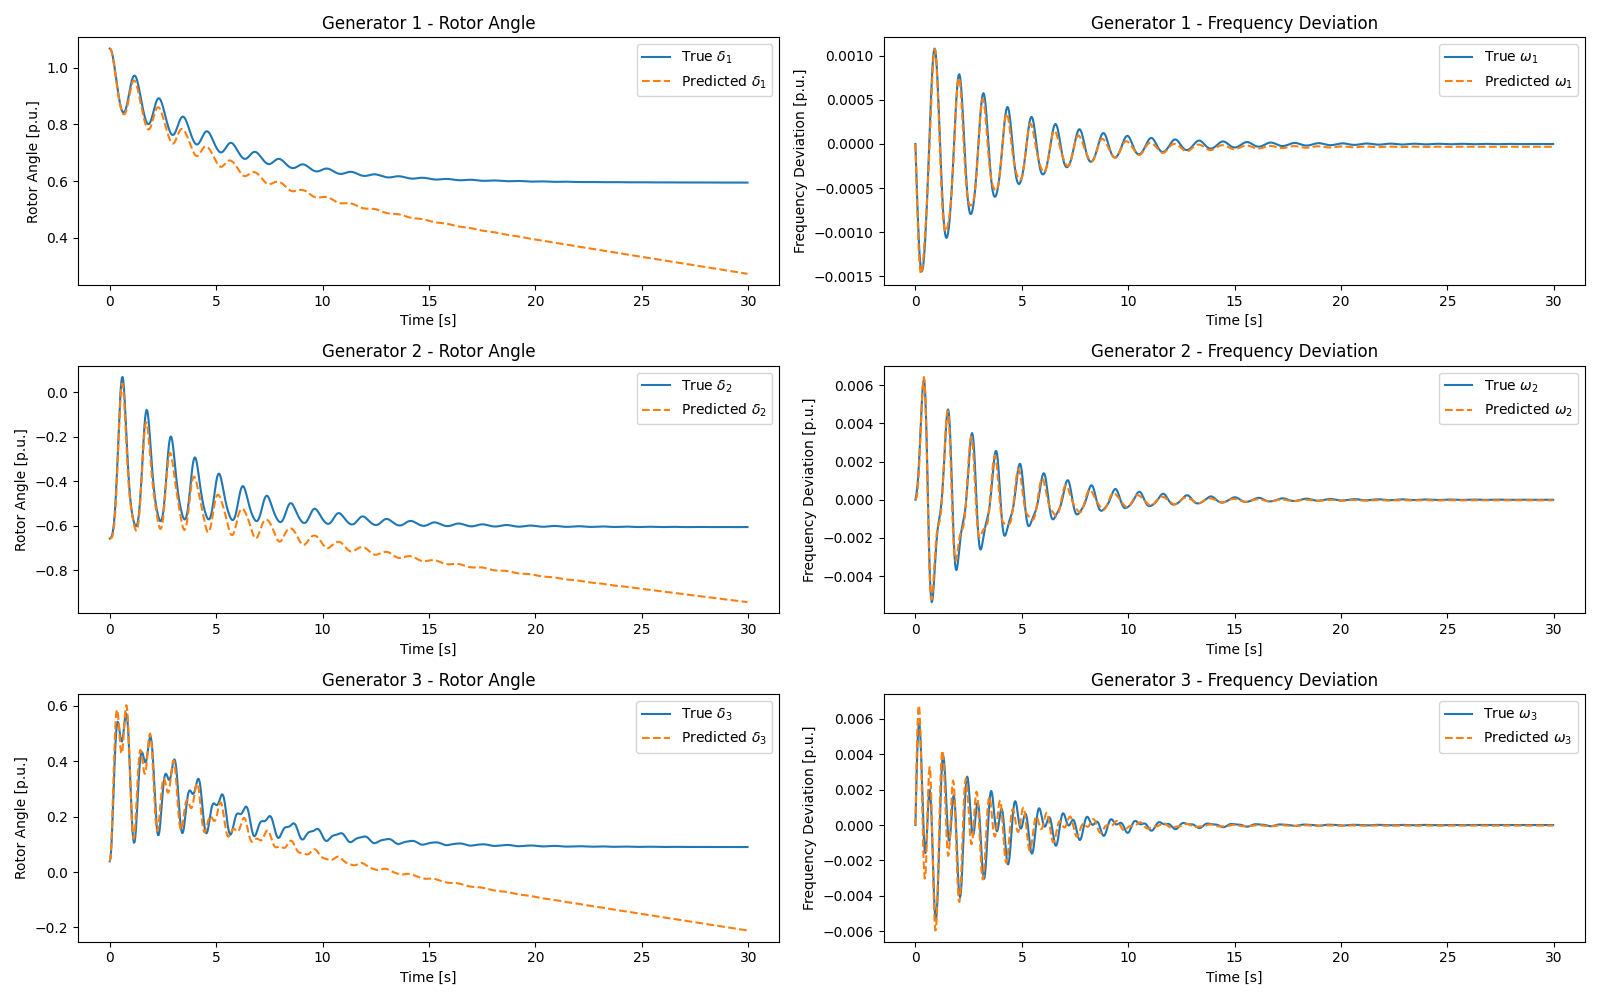 Generator 1 - Rotor Angle
Rotor Angle [p.u.]
1.0
0.8
0.6
0.4
True δ₁
Predicted δ₁
0 5 10 15 20 25 30
Time [s]
Generator 1 - Frequency Deviation
Frequency Deviation [p.u.]
0.0010
0.0005
0.0000
−0.0005
−0.0010
−0.0015
True ω₁
Predicted ω₁
0 5 10 15 20 25 30
Time [s]
Generator 2 - Rotor Angle
Rotor Angle [p.u.]
0.0
−0.2
−0.4
−0.6
−0.8
True δ₂
Predicted δ₂
0 5 10 15 20 25 30
Time [s]
Generator 2 - Frequency Deviation
Frequency Deviation [p.u.]
0.006
0.004
0.002
0.000
−0.002
−0.004
True ω₂
Predicted ω₂
0 5 10 15 20 25 30
Time [s]
Generator 3 - Rotor Angle
Rotor Angle [p.u.]
0.6
0.4
0.2
0.0
−0.2
True δ₃
Predicted δ₃
0 5 10 15 20 25 30
Time [s]
Generator 3 - Frequency Deviation
Frequency Deviation [p.u.]
0.006
0.004
0.002
0.000
−0.002
−0.004
−0.006
True ω₃
Predicted ω₃
0 5 10 15 20 25 30
Time [s]